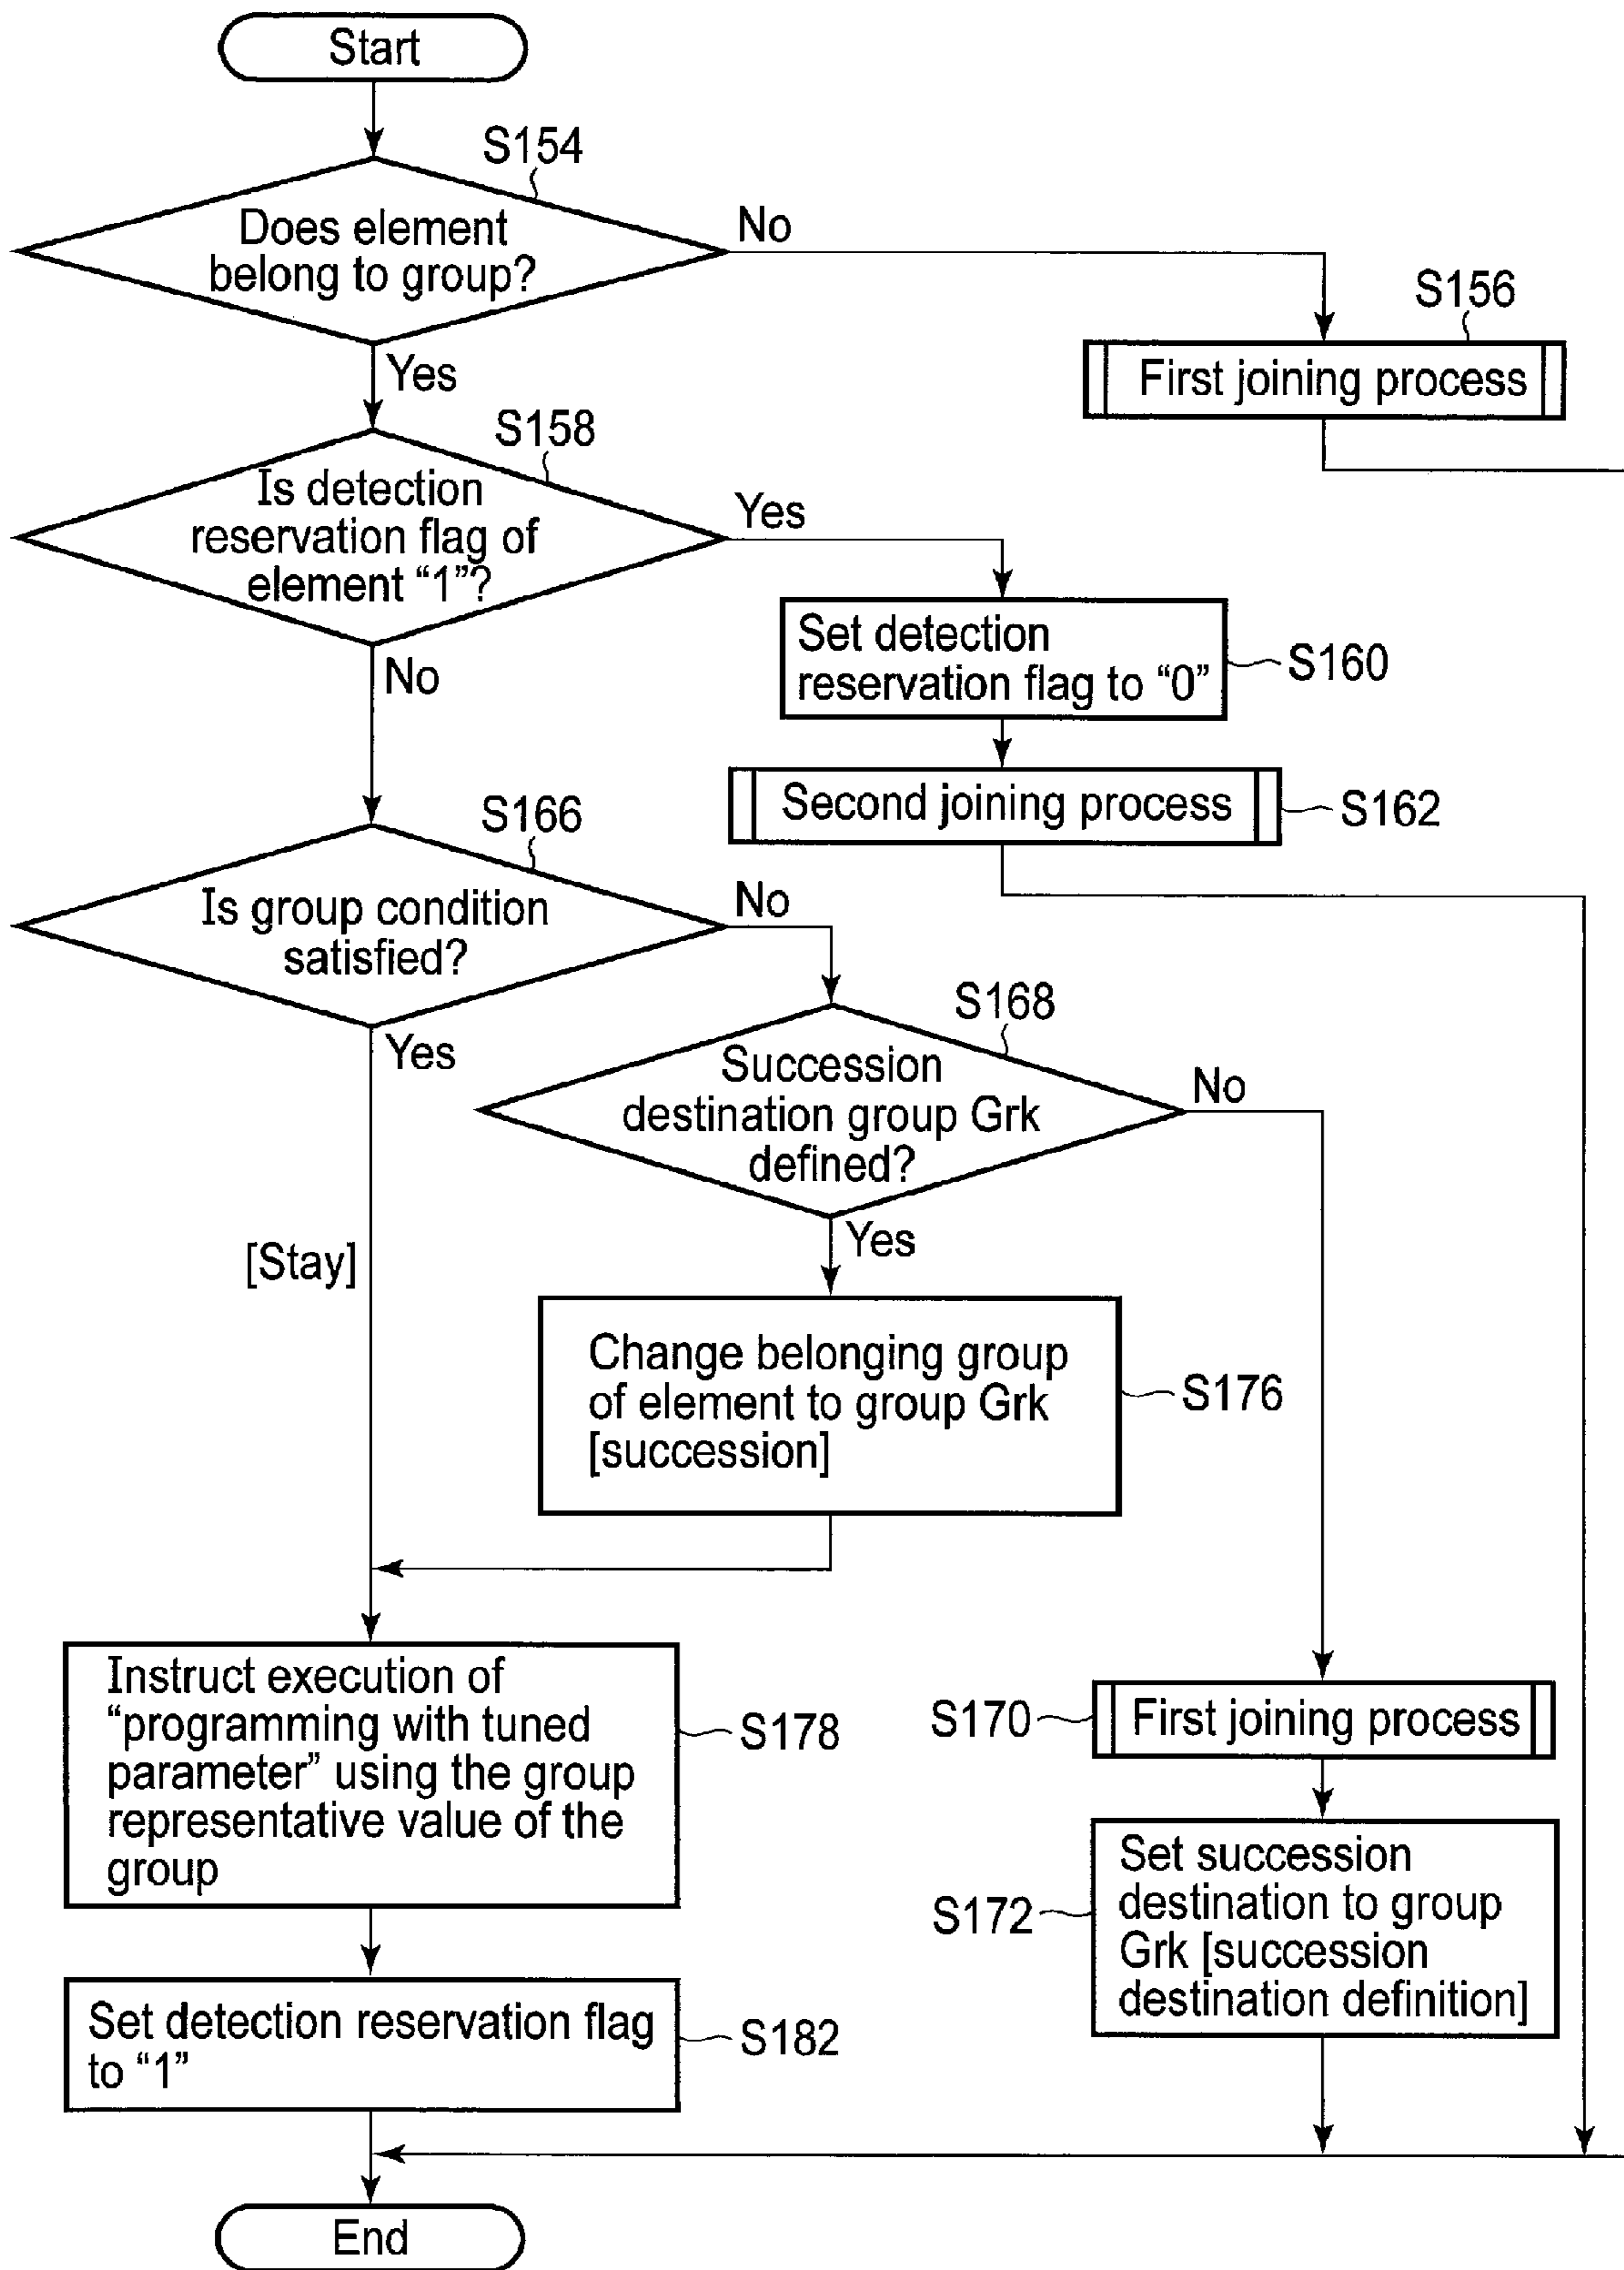 Start
S154
Does element
belong to group?
No
Yes
S156
First joining process
S158
Is detection
reservation flag of
element “1”?
Yes
No
Set detection
reservation flag to “0”
S160
Second joining process
S162
S166
Is group condition
satisfied?
No
Yes
S168
Succession
destination group Grk
defined?
No
Yes
[Stay]
Change belonging group
of element to group Grk
[succession]
S176
Instruct execution of
“programming with tuned
parameter” using the group
representative value of the
group
S178
S170
First joining process
S172
Set succession
destination to group
Grk [succession
destination definition]
Set detection reservation flag
to “1”
S182
End